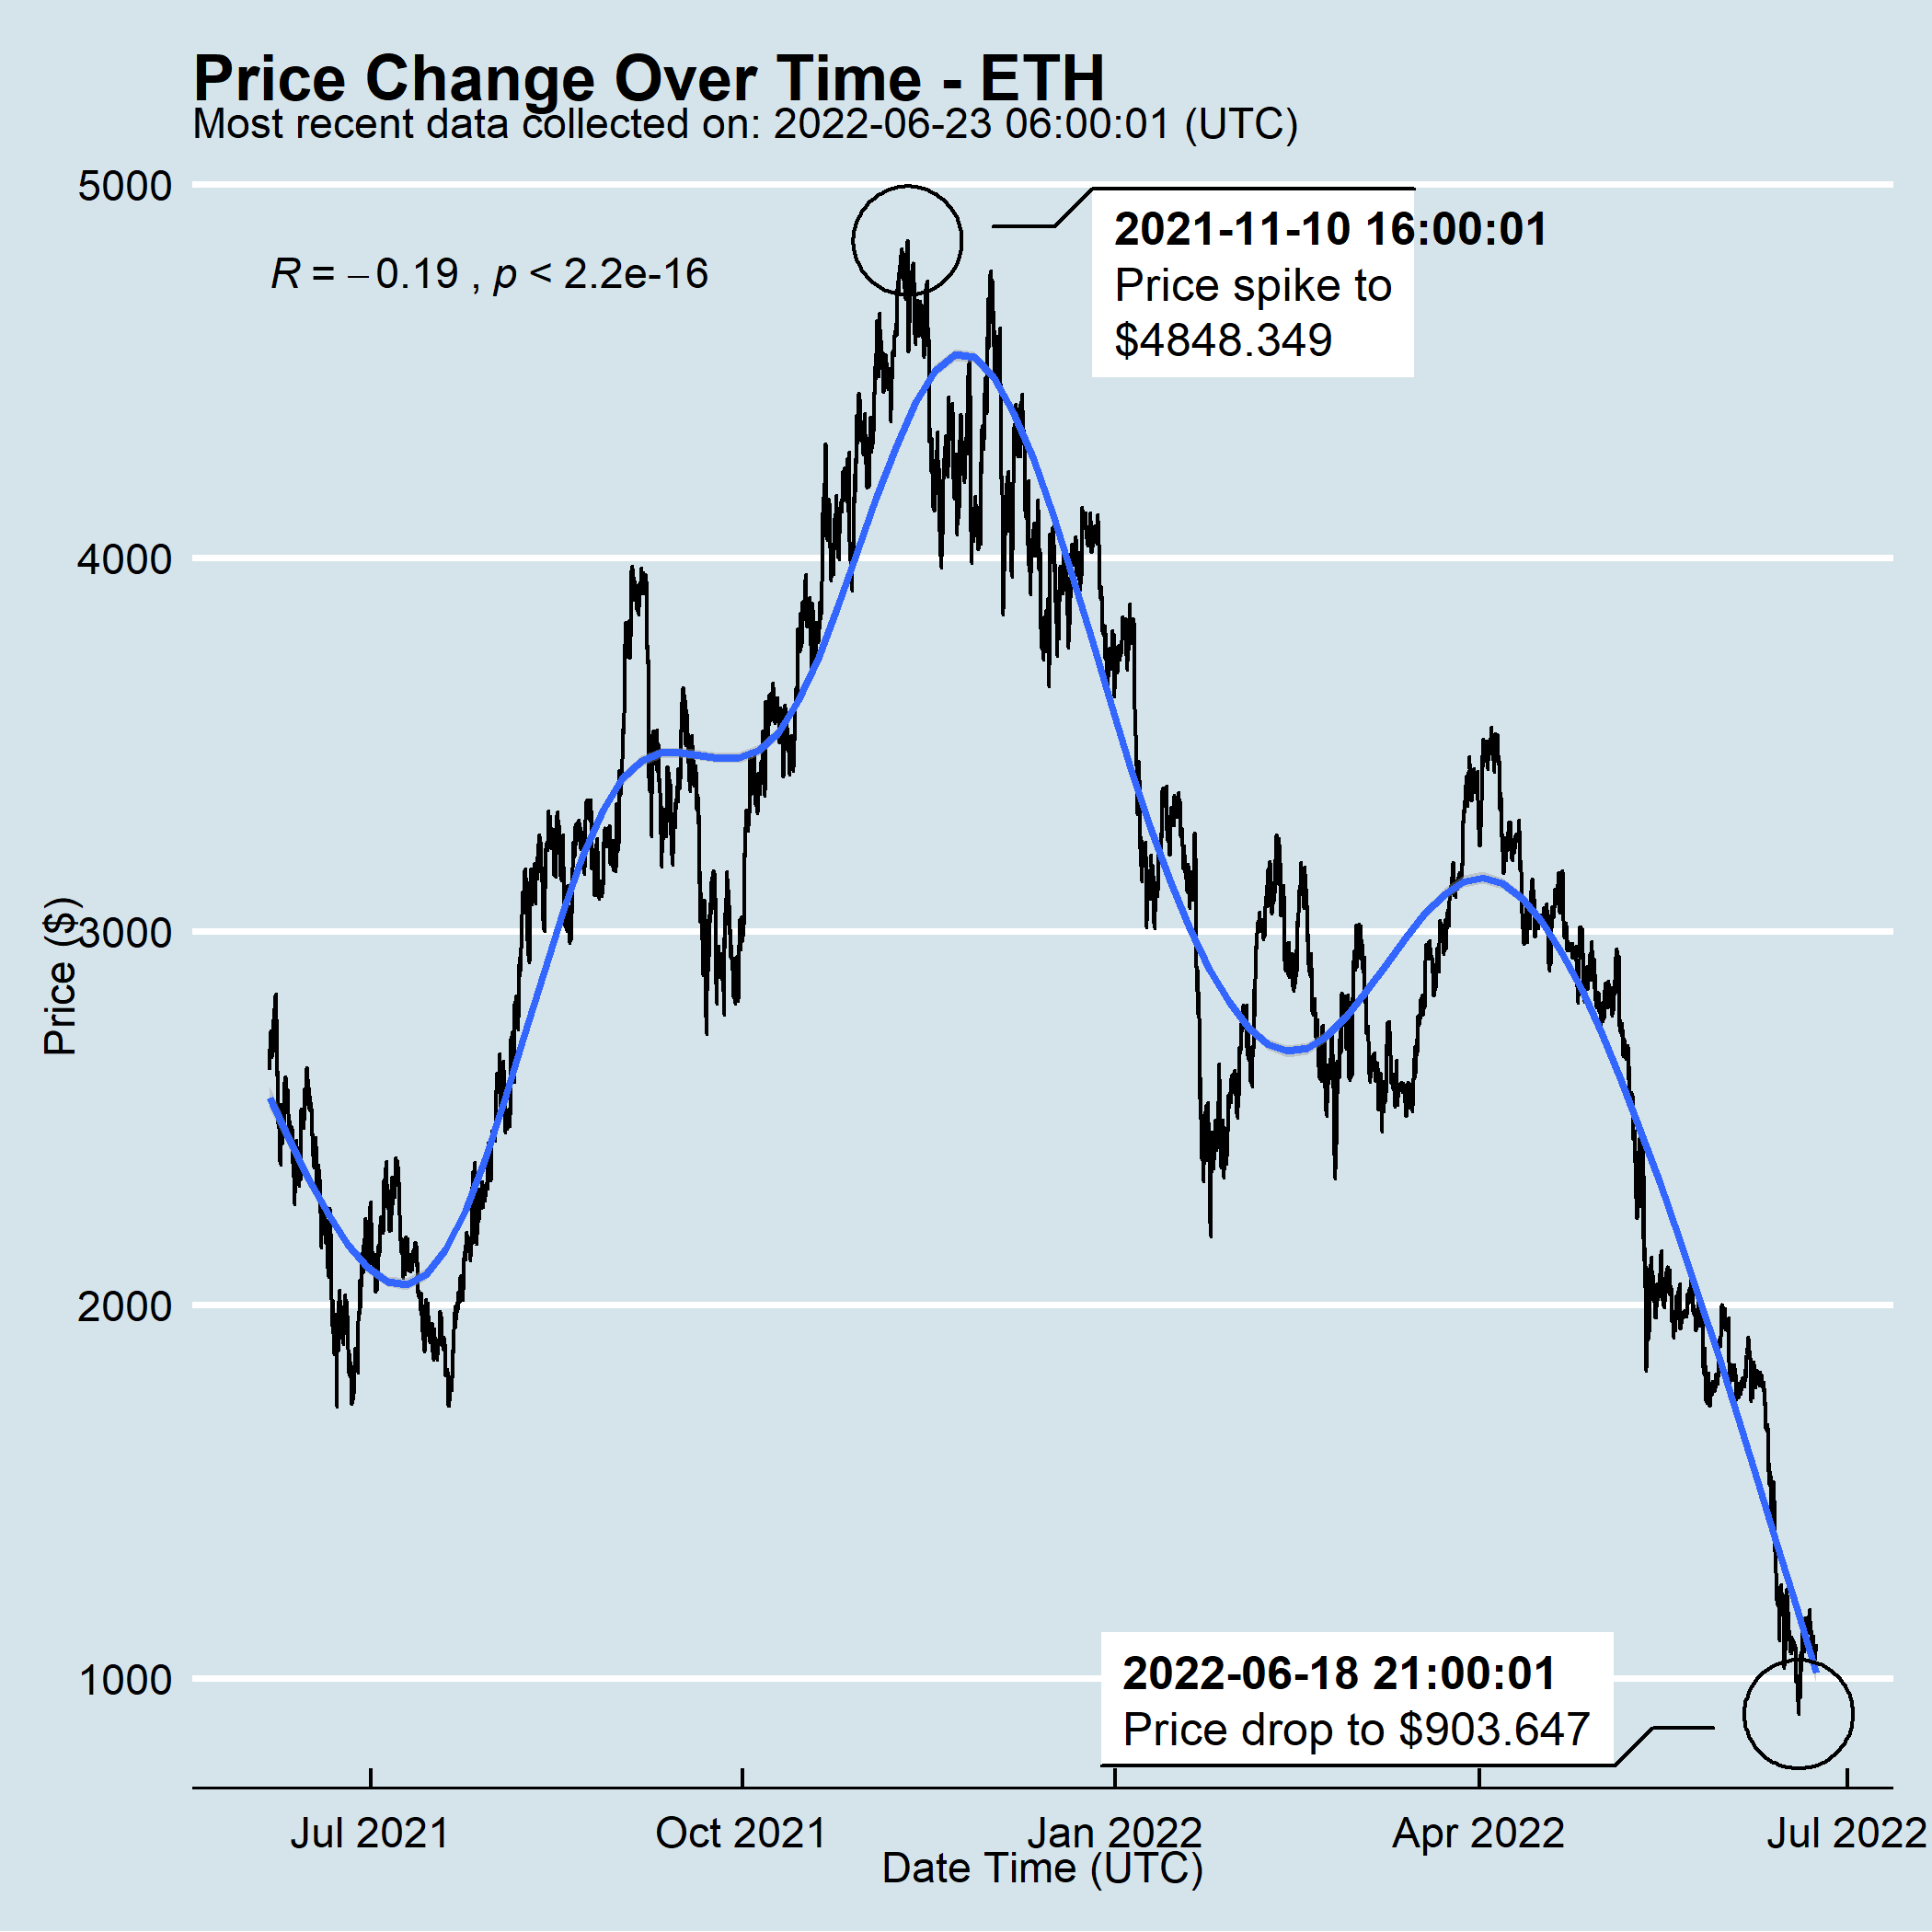 Price Change Over Time - ETH
Most recent data collected on: 2022-06-23 06:00:01 (UTC)
5000
2021-11-10 16:00:01
Price spike to
$4848.349
R = −0.19 , p < 2.2e-16
4000
Price ($)
3000
2000
1000
2022-06-18 21:00:01
Price drop to $903.647
Jul 2021
Oct 2021
Jan 2022
Apr 2022
Jul 2022
Date Time (UTC)